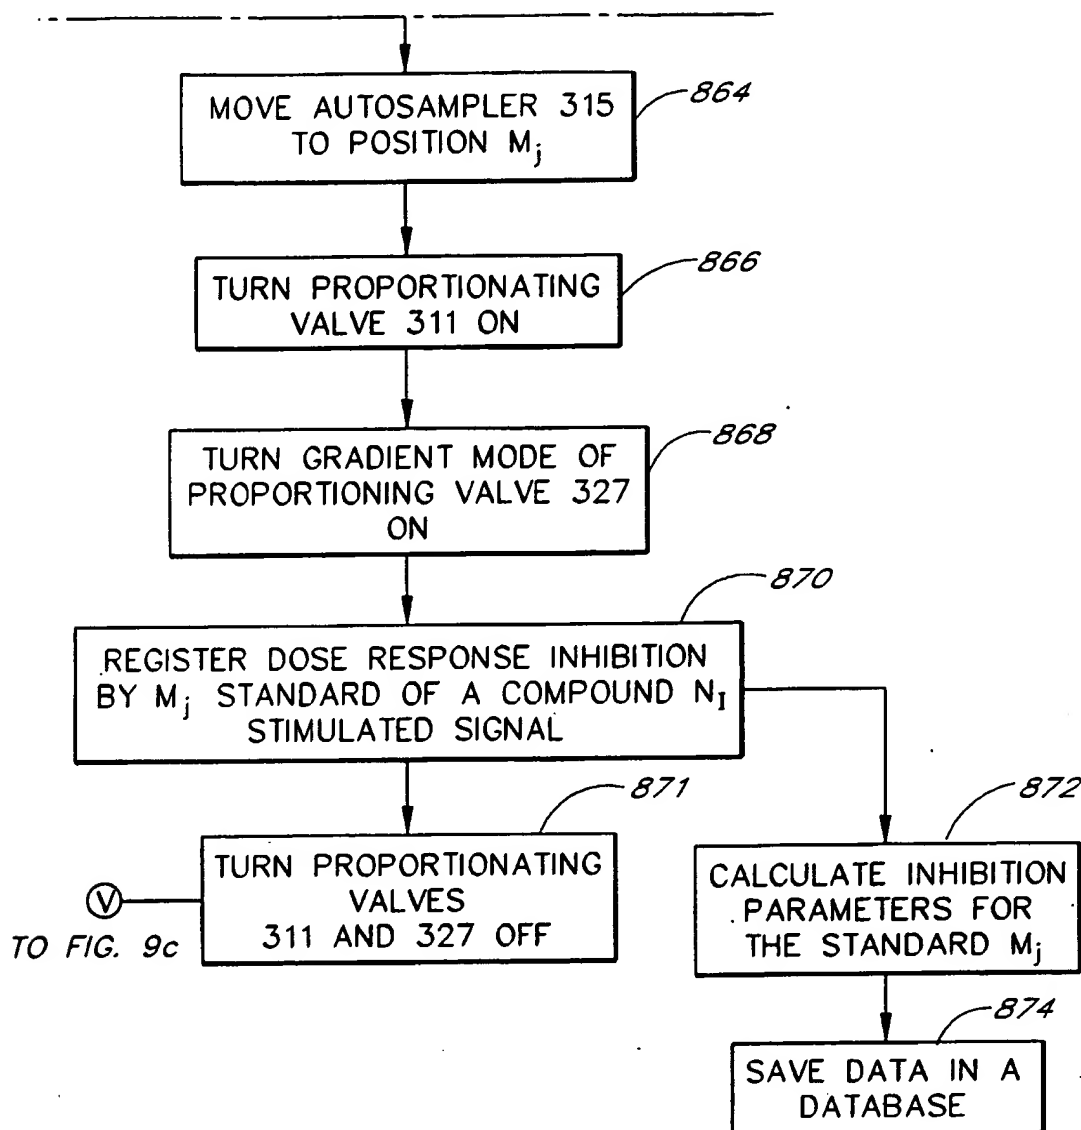 864
MOVE AUTOSAMPLER 315
TO POSITION Mj
866
TURN PROPORTIONATING
VALVE 311 ON
868
TURN GRADIENT MODE OF
PROPORTIONING VALVE 327
ON
870
REGISTER DOSE RESPONSE INHIBITION
BY Mj STANDARD OF A COMPOUND NI
STIMULATED SIGNAL
871
TURN PROPORTIONATING
VALVES
311 AND 327 OFF
V
TO FIG. 9c
872
CALCULATE INHIBITION
PARAMETERS FOR
THE STANDARD Mj
874
SAVE DATA IN A
DATABASE